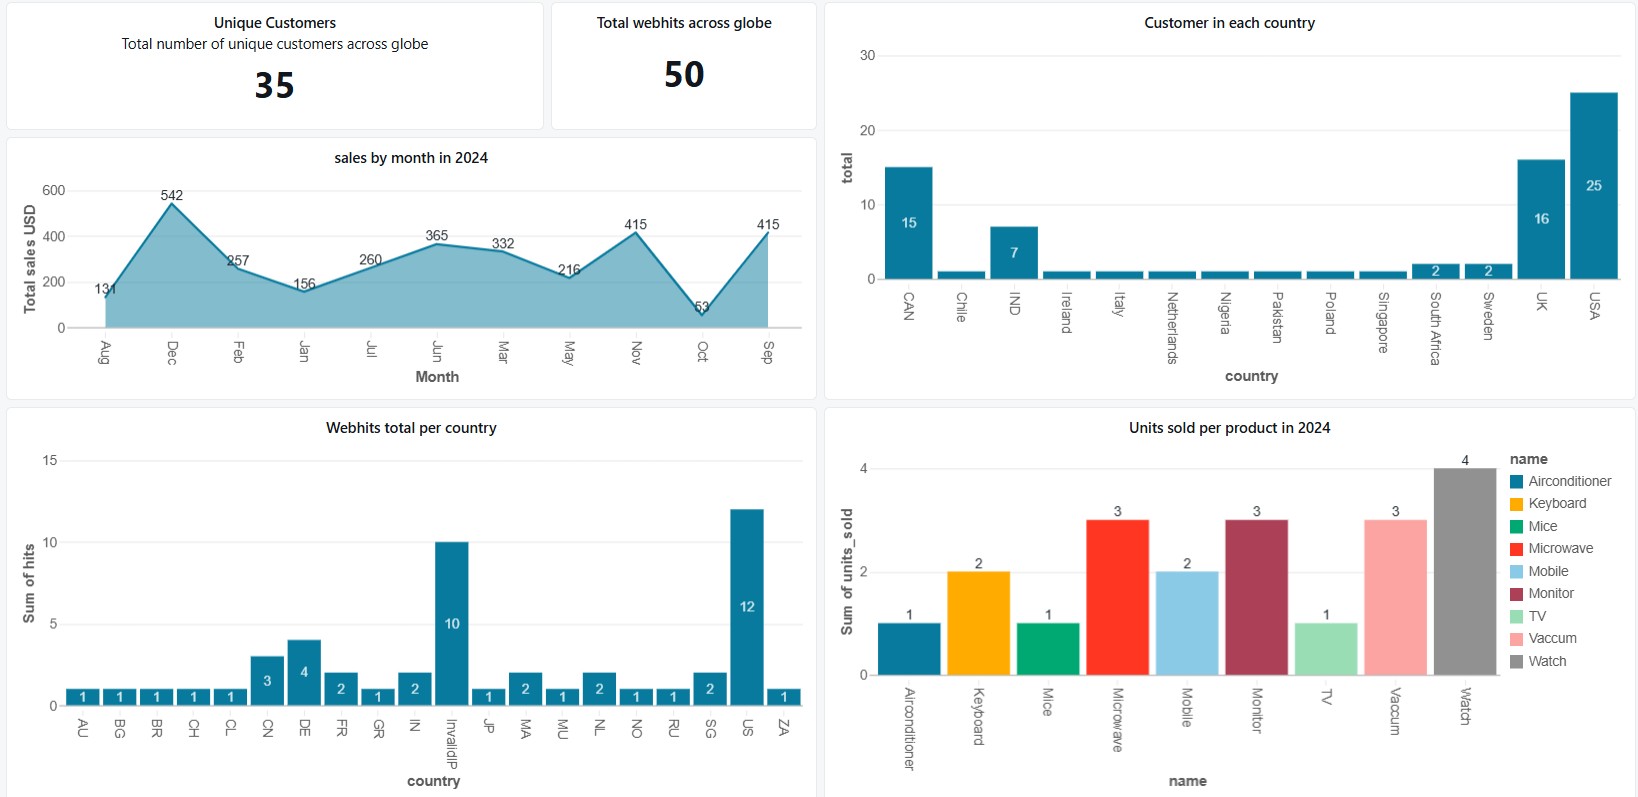 Unique Customers
Total number of unique customers across globe
35
Total webhits across globe
50
Customer in each country
30
20
10
0
total
15
7
2
2
16
25
CAN
Chile
IND
Ireland
Italy
Netherlands
Nigeria
Pakistan
Poland
Singapore
South Africa
Sweden
UK
USA
country
sales by month in 2024
600
400
200
0
Total sales USD
131
542
257
156
260
365
332
216
415
53
415
Aug
Dec
Feb
Jan
Jul
Jun
Mar
May
Nov
Oct
Sep
Month
Webhits total per country
15
10
5
0
Sum of hits
1
1
1
1
1
3
4
2
1
2
10
1
2
1
2
1
1
2
12
1
AU
BG
BR
CH
CL
CN
DE
FR
GR
IN
InvalidIP
JP
MA
MU
NL
NO
RU
SG
US
ZA
country
Units sold per product in 2024
4
2
0
Sum of units_sold
1
2
1
3
2
3
1
3
4
Airconditioner
Keyboard
Mice
Microwave
Mobile
Monitor
TV
Vaccum
Watch
name
name
Airconditioner
Keyboard
Mice
Microwave
Mobile
Monitor
TV
Vaccum
Watch